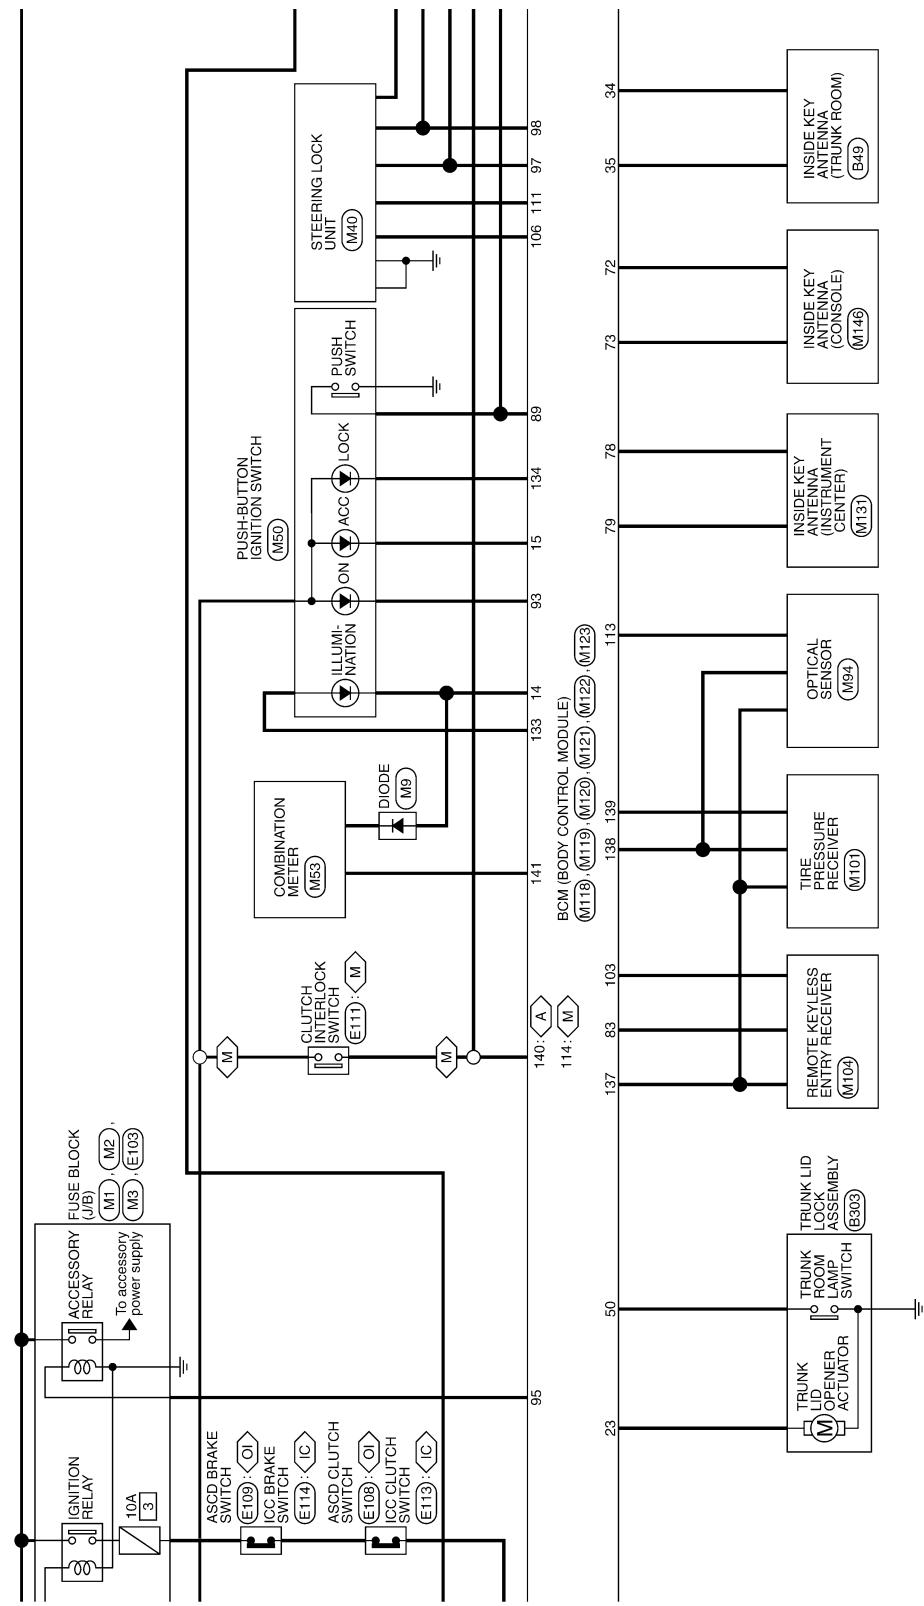 IGNITION
RELAY
10A
3
ACCESSORY
RELAY
To accessory
power supply
FUSE BLOCK
(J/B)
M1 , M2 ,
M3 , E103
ASCD BRAKE
SWITCH
E109 : OI
ICC BRAKE
SWITCH
E114 : IC
ASCD CLUTCH
SWITCH
E108 : OI
ICC CLUTCH
SWITCH
E113 : IC
M
CLUTCH
INTERLOCK
SWITCH
E111 : M
M
COMBINATION
METER
M53
DIODE
M9
PUSH-BUTTON
IGNITION SWITCH
M50
ILLUMI-
NATION
ON
ACC
LOCK
PUSH
SWITCH
STEERING LOCK
UNIT
M40
95
140: A
114: M
141
133
14
93
15
134
89
106
111
97
98
BCM (BODY CONTROL MODULE)
M118 , M119 , M120 , M121 , M122 , M123
23
50
137
83
103
138
139
113
79
78
73
72
35
34
TRUNK
LID
OPENER
ACTUATOR
M
TRUNK
ROOM
LAMP
SWITCH
TRUNK LID
LOCK
ASSEMBLY
B303
REMOTE KEYLESS
ENTRY RECEIVER
M104
TIRE
PRESSURE
RECEIVER
M101
OPTICAL
SENSOR
M94
INSIDE KEY
ANTENNA
(INSTRUMENT
CENTER)
M131
INSIDE KEY
ANTENNA
(CONSOLE)
M146
INSIDE KEY
ANTENNA
(TRUNK ROOM)
B49